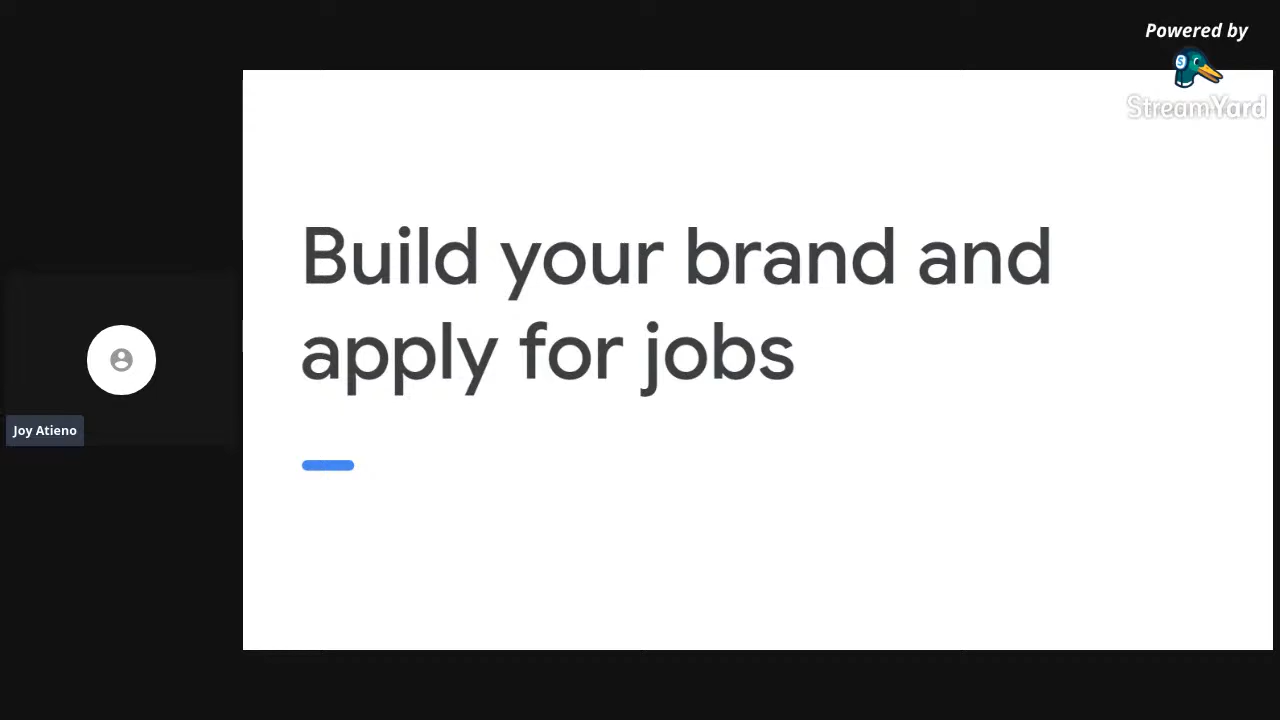 Powered by
StreamYard
Build your brand and
apply for jobs
Joy Atieno